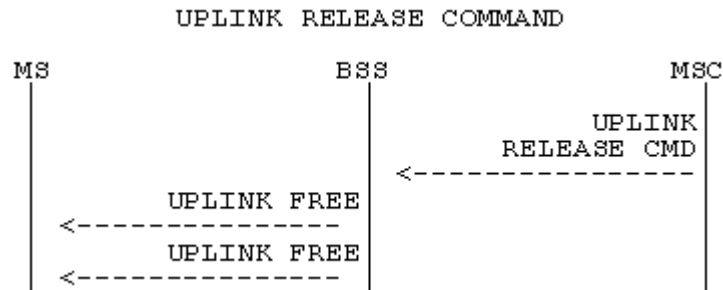 UPLINK RELEASE COMMAND
MS BSS MSC
UPLINK
RELEASE CMD
UPLINK FREE
UPLINK FREE